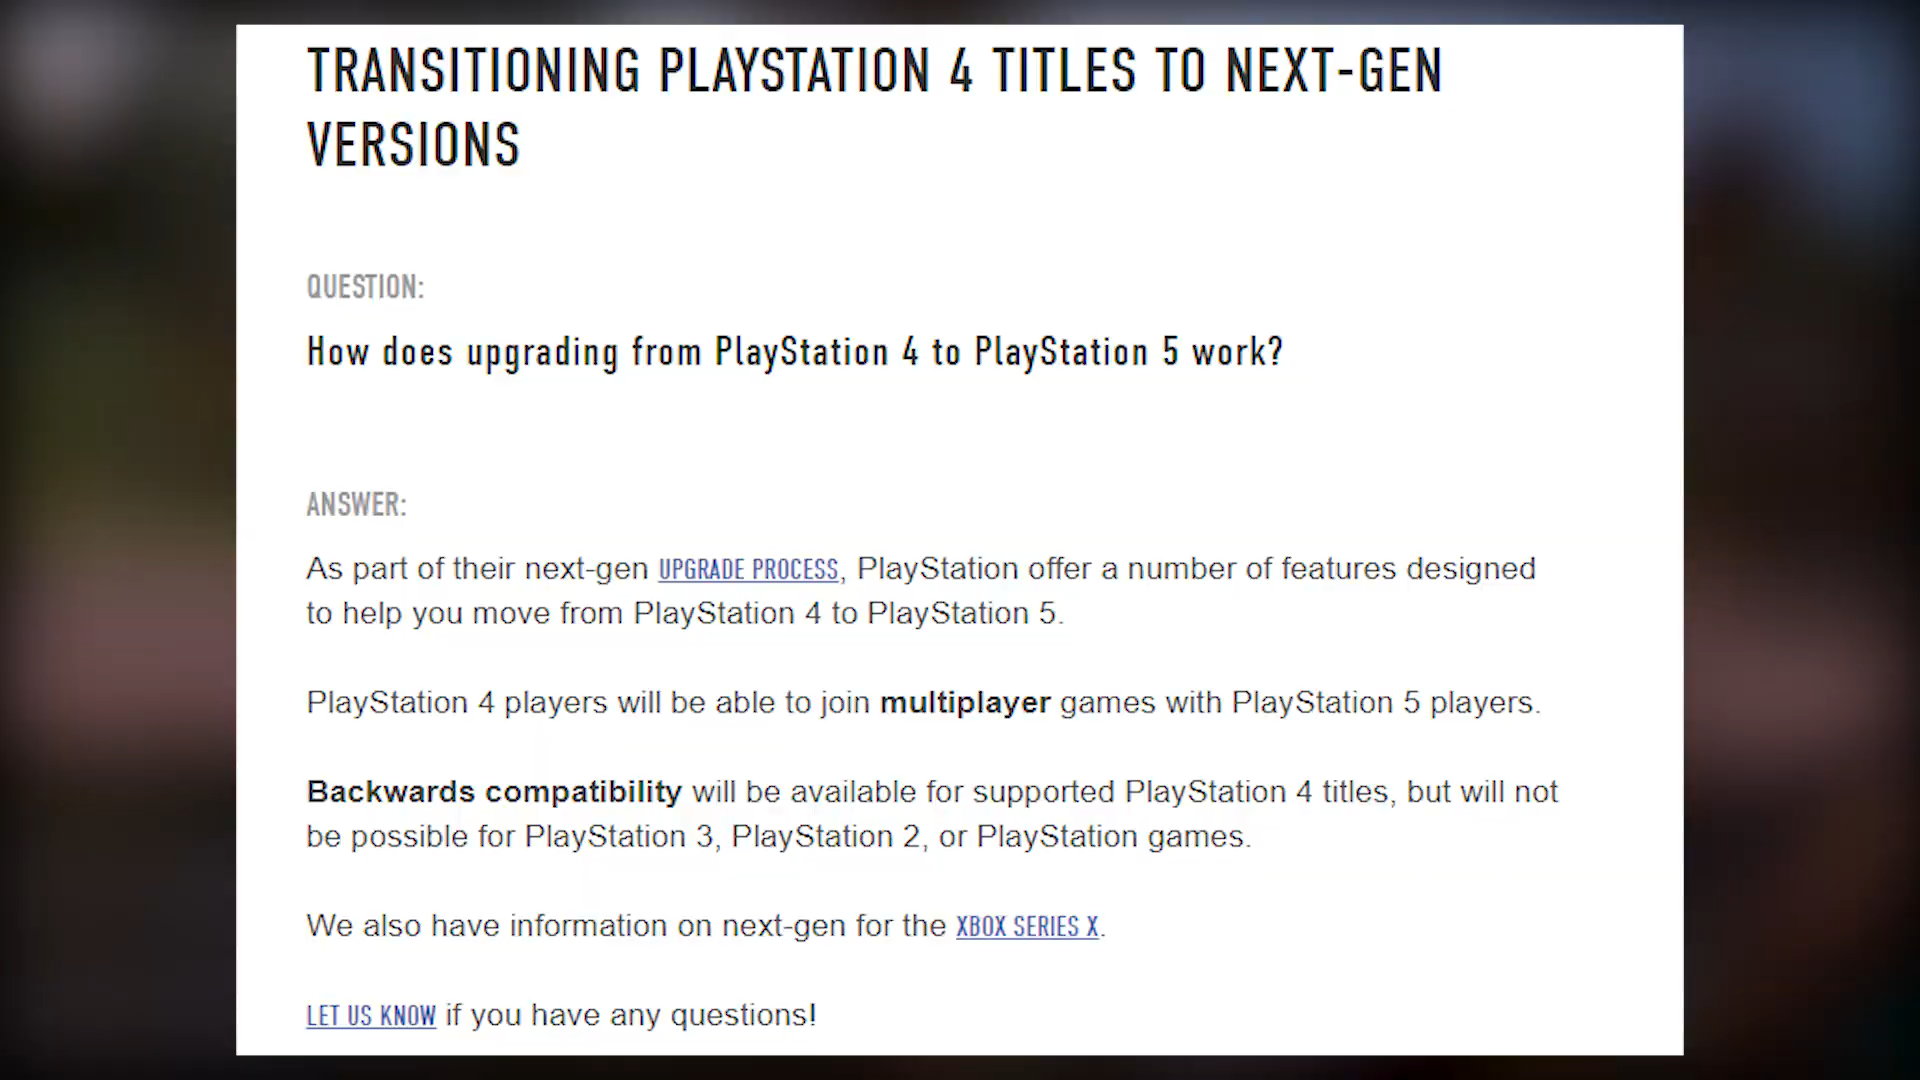 TRANSITIONING PLAYSTATION 4 TITLES TO NEXT-GEN
VERSIONS
QUESTION:
How does upgrading from PlayStation 4 to PlayStation 5 work?
ANSWER:
As part of their next-gen UPGRADE PROCESS, PlayStation offer a number of features designed
to help you move from PlayStation 4 to PlayStation 5.
PlayStation 4 players will be able to join multiplayer games with PlayStation 5 players.
Backwards compatibility will be available for supported PlayStation 4 titles, but will not
be possible for PlayStation 3, PlayStation 2, or PlayStation games.
We also have information on next-gen for the XBOX SERIES X.
LET US KNOW if you have any questions!